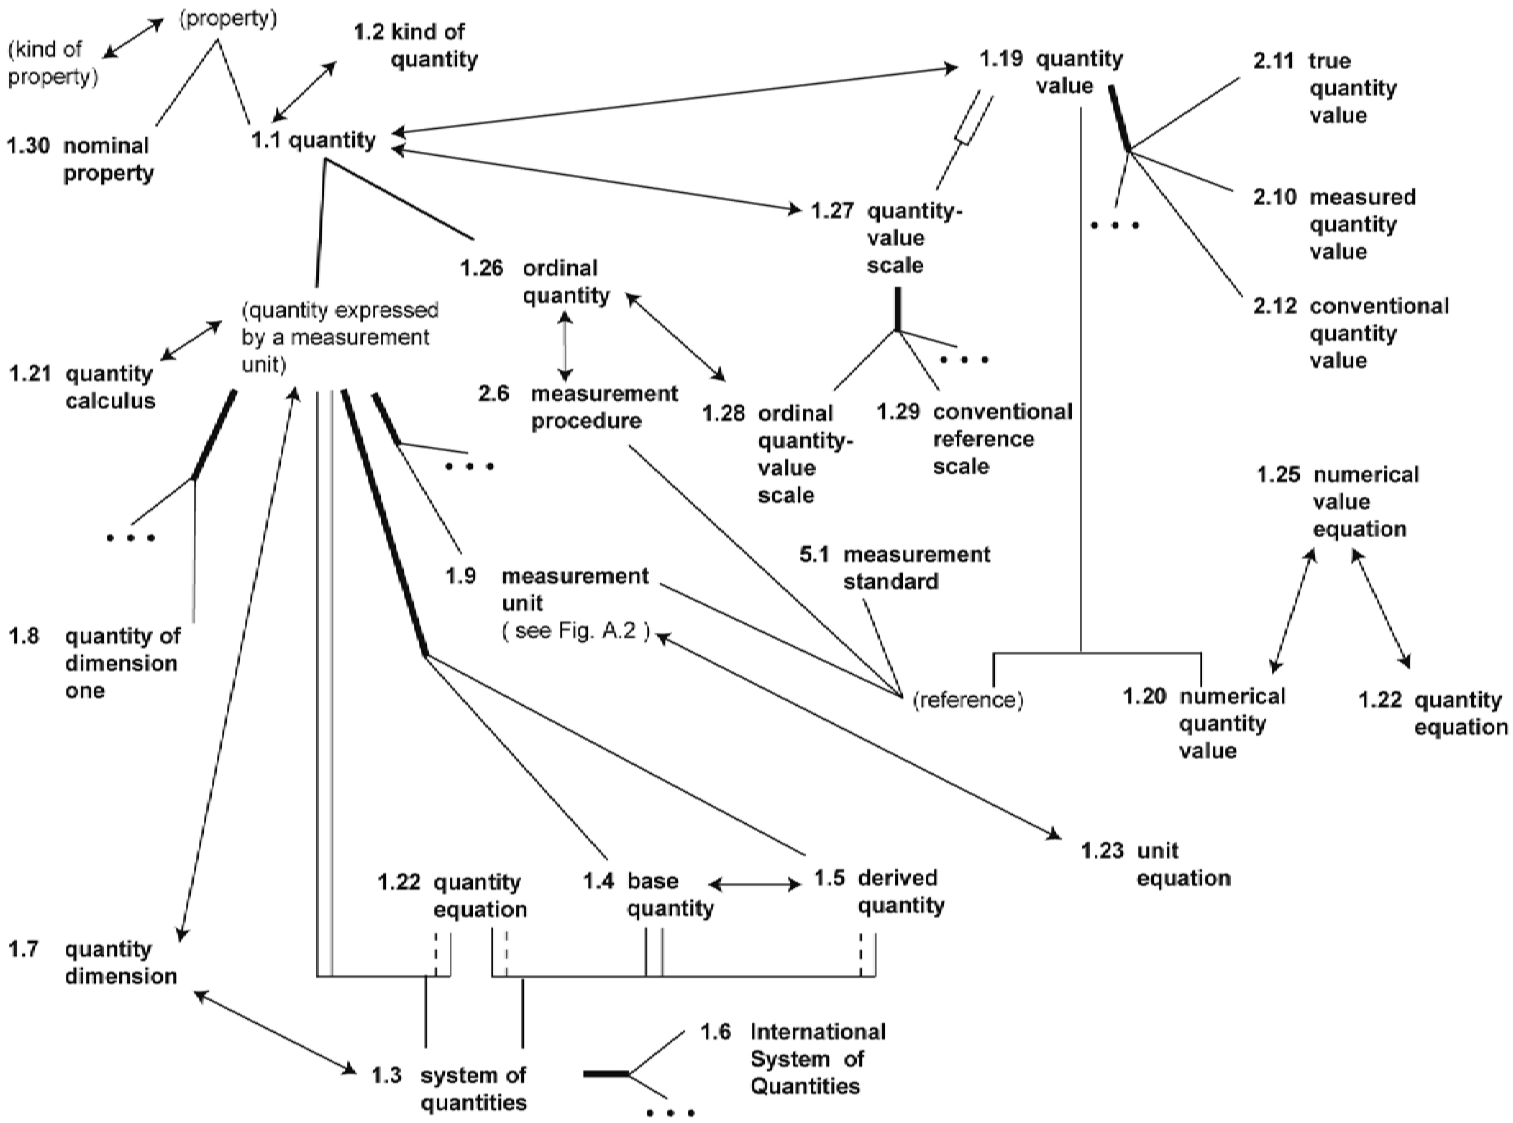 (property)
(kind of
property)
1.2 kind of
quantity
1.30 nominal
property
1.1 quantity
1.19 quantity
value
2.11 true
quantity
value
2.10 measured
quantity
value
2.12 conventional
quantity
value
...
1.27 quantity-
value
scale
1.26 ordinal
quantity
(quantity expressed
by a measurement
unit)
1.21 quantity
calculus
2.6 measurement
procedure
1.28 ordinal
quantity-
value
scale
1.29 conventional
reference
scale
...
...
...
1.25 numerical
value
equation
5.1 measurement
standard
1.9 measurement
unit
( see Fig. A.2 )
1.8 quantity of
dimension
one
(reference)
1.20 numerical
quantity
value
1.22 quantity
equation
1.23 unit
equation
1.22 quantity
equation
1.4 base
quantity
1.5 derived
quantity
1.7 quantity
dimension
1.3 system of
quantities
1.6 International
System of
Quantities
...